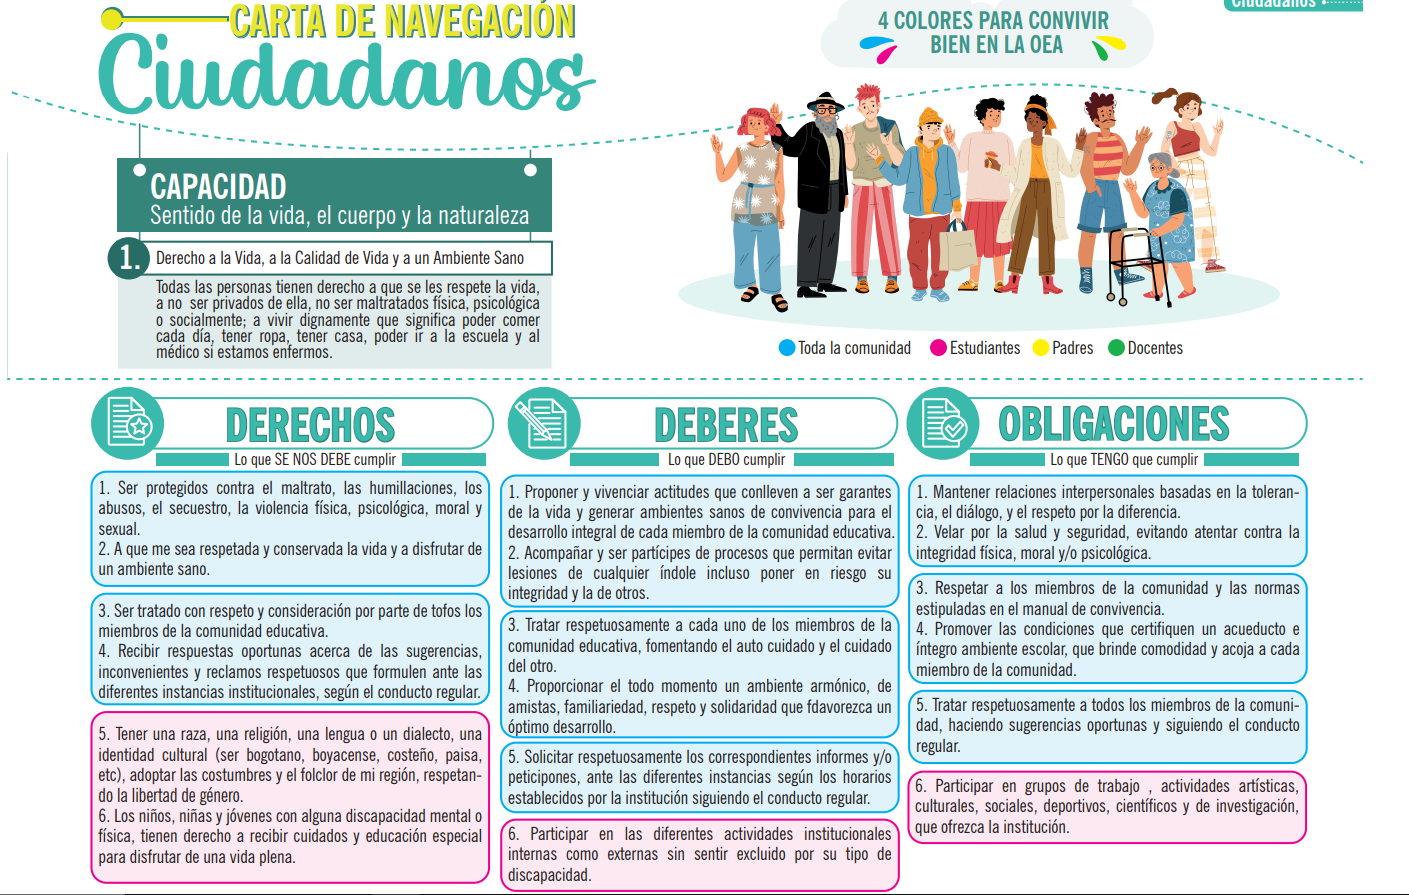 CARTA DE NAVEGACIÓN
Ciudadanos
4 COLORES PARA CONVIVIR
BIEN EN LA OEA
Ciudadanos
CAPACIDAD
Sentido de la vida, el cuerpo y la naturaleza
1. Derecho a la Vida, a la Calidad de Vida y a un Ambiente Sano
Todas las personas tienen derecho a que se les respete la vida,
a no ser privados de ella, no ser maltratados física, psicológica
o socialmente; a vivir dignamente que significa poder comer
cada día, tener ropa, tener casa, poder ir a la escuela y al
médico si estamos enfermos.
Toda la comunidad Estudiantes Padres Docentes
DERECHOS
Lo que SE NOS DEBE cumplir
1. Ser protegidos contra el maltrato, las humillaciones, los
abusos, el secuestro, la violencia física, psicológica, moral y
sexual.
2. A que me sea respetada y conservada la vida y a disfrutar de
un ambiente sano.
3. Ser tratado con respeto y consideración por parte de tofos los
miembros de la comunidad educativa.
4. Recibir respuestas oportunas acerca de las sugerencias,
inconvenientes y reclamos respetuosos que formulen ante las
diferentes instancias institucionales, según el conducto regular.
5. Tener una raza, una religión, una lengua o un dialecto, una
identidad cultural (ser bogotano, boyacense, costeño, paisa,
etc), adoptar las costumbres y el folclor de mi región, respetan-
do la libertad de género.
6. Los niños, niñas y jóvenes con alguna discapacidad mental o
física, tienen derecho a recibir cuidados y educación especial
para disfrutar de una vida plena.
DEBERES
Lo que DEBO cumplir
1. Proponer y vivenciar actitudes que conlleven a ser garantes
de la vida y generar ambientes sanos de convivencia para el
desarrollo integral de cada miembro de la comunidad educativa.
2. Acompañar y ser partícipes de procesos que permitan evitar
lesiones de cualquier índole incluso poner en riesgo su
integridad y la de otros.
3. Tratar respetuosamente a cada uno de los miembros de la
comunidad educativa, fomentando el auto cuidado y el cuidado
del otro.
4. Proporcionar el todo momento un ambiente armónico, de
amistas, familiariedad, respeto y solidaridad que fdavorezca un
óptimo desarrollo.
5. Solicitar respetuosamente los correspondientes informes y/o
peticipones, ante las diferentes instancias según los horarios
establecidos por la institución siguiendo el conducto regular.
6. Participar en las diferentes actividades institucionales
internas como externas sin sentir excluido por su tipo de
discapacidad.
OBLIGACIONES
Lo que TENGO que cumplir
1. Mantener relaciones interpersonales basadas en la toleran-
cia, el diálogo, y el respeto por la diferencia.
2. Velar por la salud y seguridad, evitando atentar contra la
integridad física, moral y/o psicológica.
3. Respetar a los miembros de la comunidad y las normas
estipuladas en el manual de convivencia.
4. Promover las condiciones que certifiquen un acueducto e
íntegro ambiente escolar, que brinde comodidad y acoja a cada
miembro de la comunidad.
5. Tratar respetuosamente a todos los miembros de la comuni-
dad, haciendo sugerencias oportunas y siguiendo el conducto
regular.
6. Participar en grupos de trabajo , actividades artísticas,
culturales, sociales, deportivos, científicos y de investigación,
que ofrezca la institución.